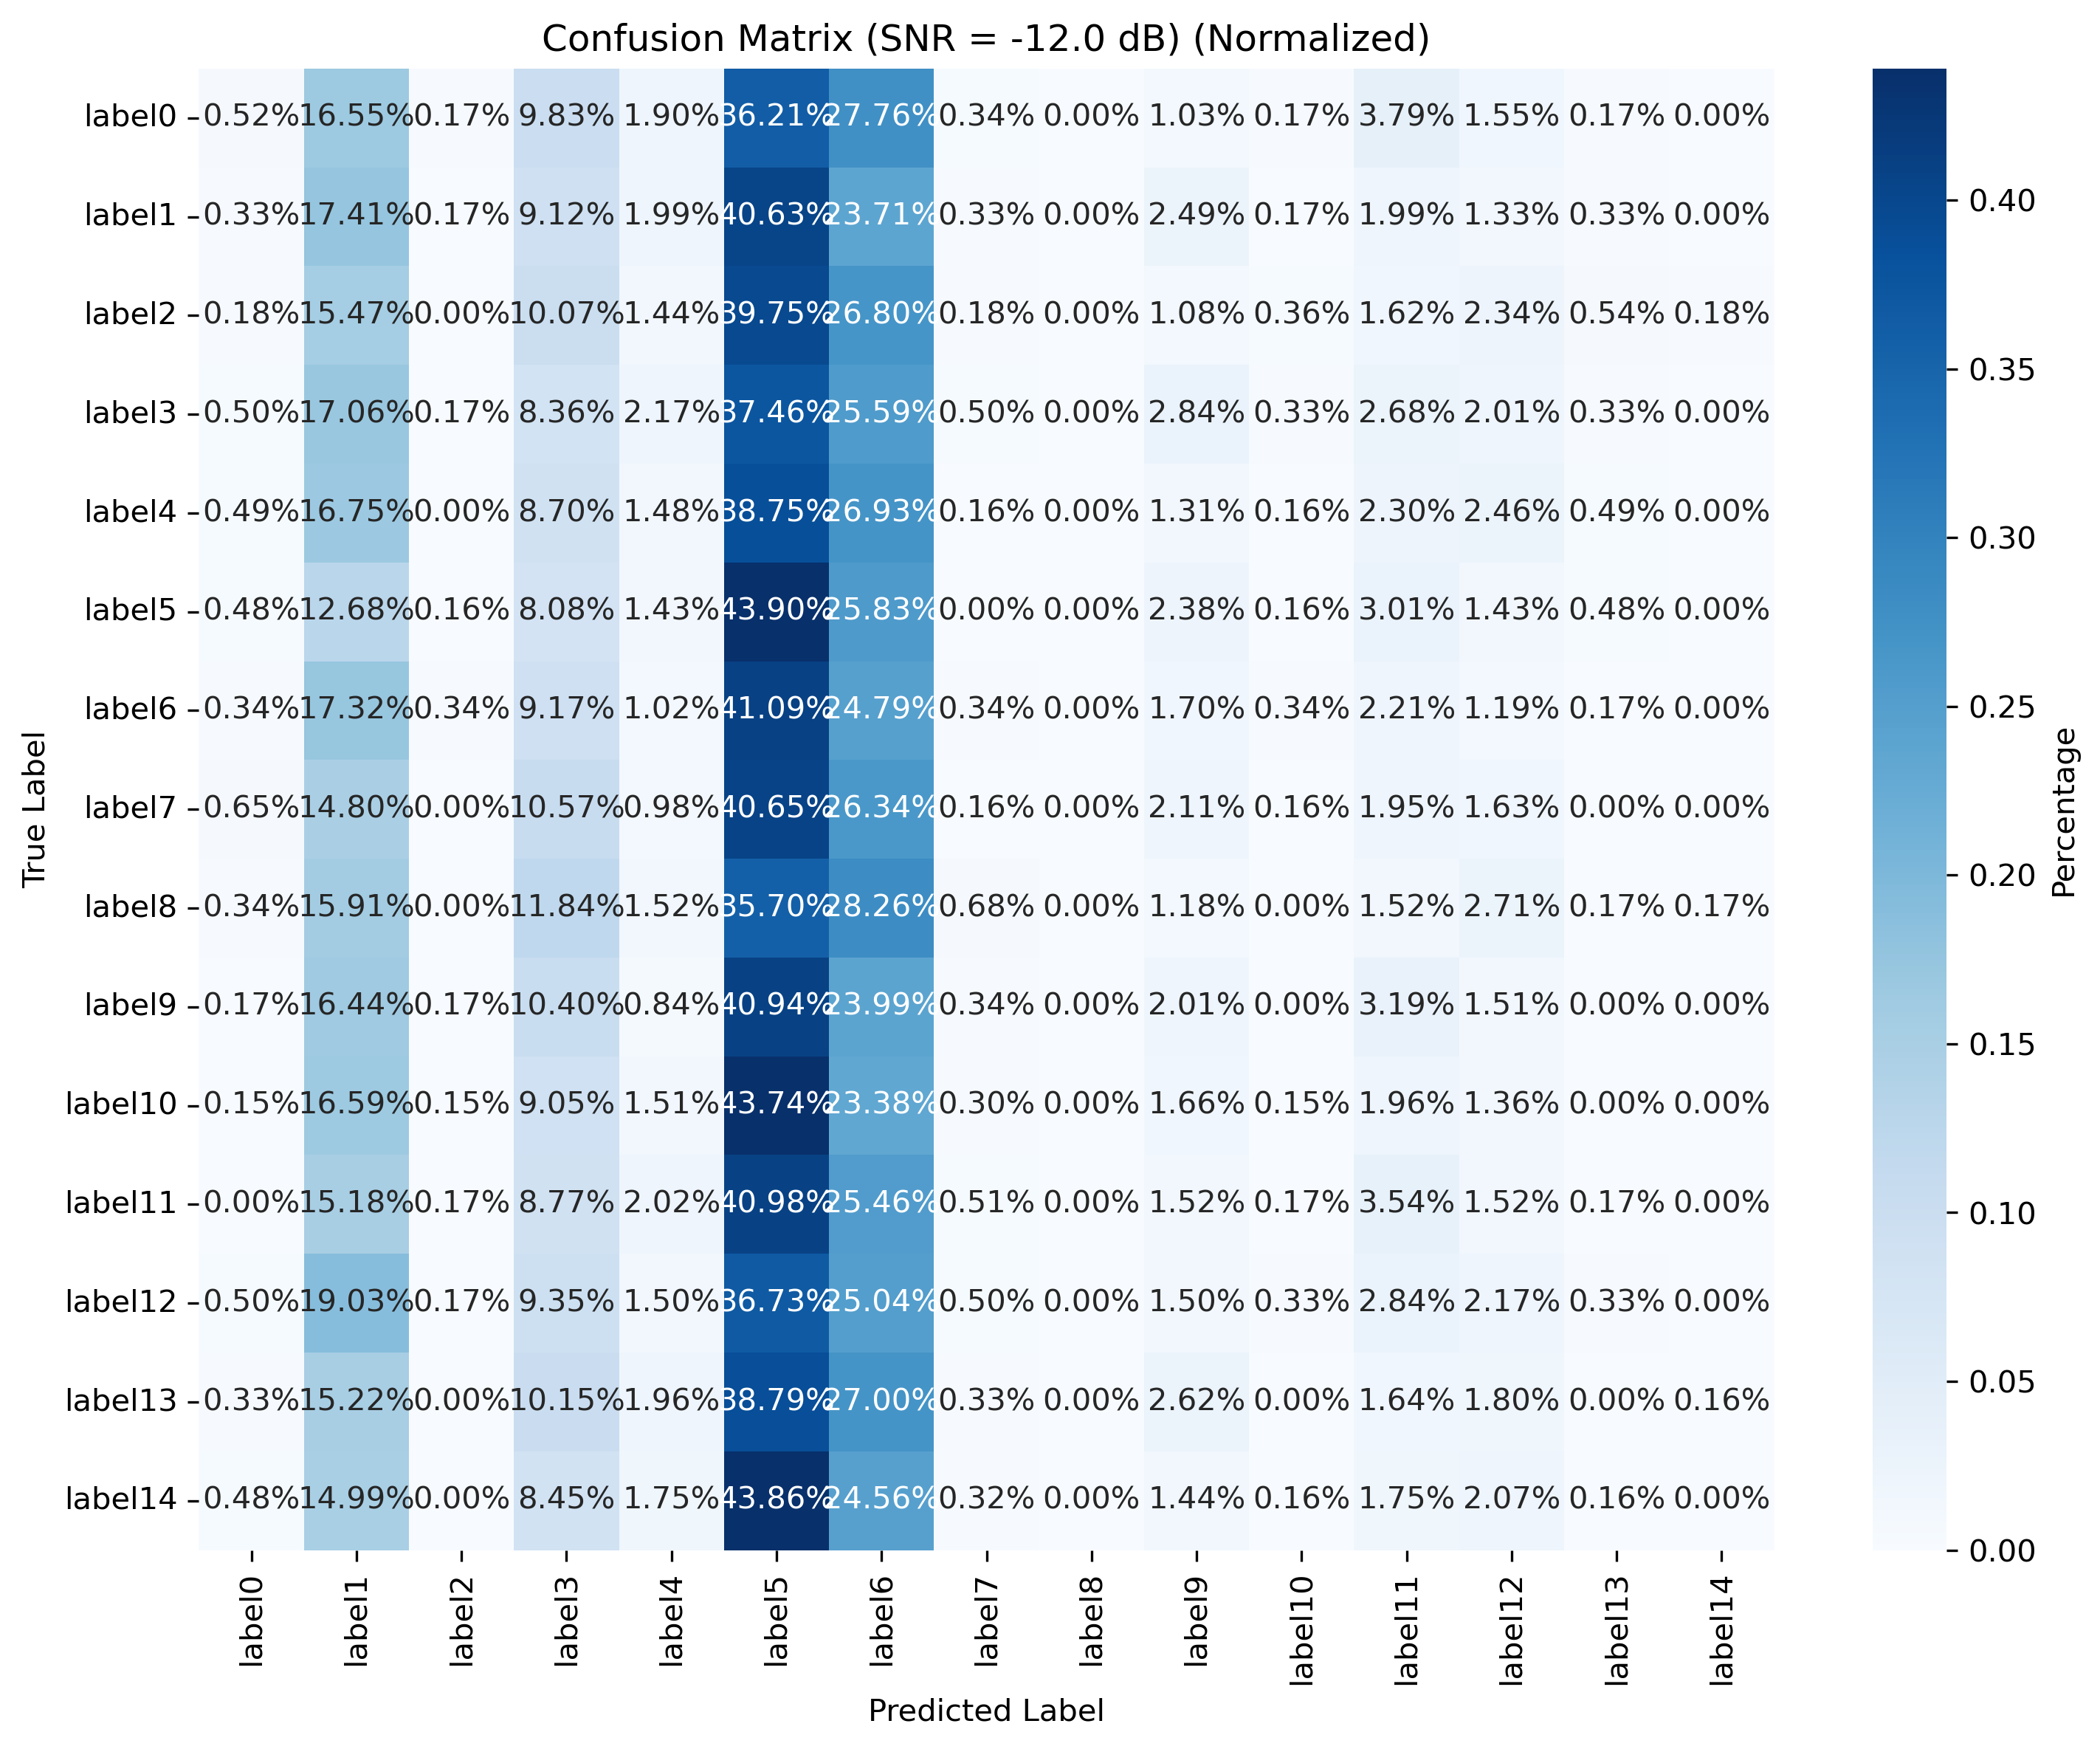 Confusion Matrix (SNR = -12.0 dB) (Normalized)
label0 0.52% 16.55% 0.17% 9.83% 1.90% 36.21% 27.76% 0.34% 0.00% 1.03% 0.17% 3.79% 1.55% 0.17% 0.00%
label1 0.33% 17.41% 0.17% 9.12% 1.99% 40.63% 23.71% 0.33% 0.00% 2.49% 0.17% 1.99% 1.33% 0.33% 0.00%
label2 0.18% 15.47% 0.00% 10.07% 1.44% 39.75% 26.80% 0.18% 0.00% 1.08% 0.36% 1.62% 2.34% 0.54% 0.18%
label3 0.50% 17.06% 0.17% 8.36% 2.17% 37.46% 25.59% 0.50% 0.00% 2.84% 0.33% 2.68% 2.01% 0.33% 0.00%
label4 0.49% 16.75% 0.00% 8.70% 1.48% 38.75% 26.93% 0.16% 0.00% 1.31% 0.16% 2.30% 2.46% 0.49% 0.00%
label5 0.48% 12.68% 0.16% 8.08% 1.43% 43.90% 25.83% 0.00% 0.00% 2.38% 0.16% 3.01% 1.43% 0.48% 0.00%
label6 0.34% 17.32% 0.34% 9.17% 1.02% 41.09% 24.79% 0.34% 0.00% 1.70% 0.34% 2.21% 1.19% 0.17% 0.00%
label7 0.65% 14.80% 0.00% 10.57% 0.98% 40.65% 26.34% 0.16% 0.00% 2.11% 0.16% 1.95% 1.63% 0.00% 0.00%
label8 0.34% 15.91% 0.00% 11.84% 1.52% 35.70% 28.26% 0.68% 0.00% 1.18% 0.00% 1.52% 2.71% 0.17% 0.17%
label9 0.17% 16.44% 0.17% 10.40% 0.84% 40.94% 23.99% 0.34% 0.00% 2.01% 0.00% 3.19% 1.51% 0.00% 0.00%
label10 0.15% 16.59% 0.15% 9.05% 1.51% 43.74% 23.38% 0.30% 0.00% 1.66% 0.15% 1.96% 1.36% 0.00% 0.00%
label11 0.00% 15.18% 0.17% 8.77% 2.02% 40.98% 25.46% 0.51% 0.00% 1.52% 0.17% 3.54% 1.52% 0.17% 0.00%
label12 0.50% 19.03% 0.17% 9.35% 1.50% 36.73% 25.04% 0.50% 0.00% 1.50% 0.33% 2.84% 2.17% 0.33% 0.00%
label13 0.33% 15.22% 0.00% 10.15% 1.96% 38.79% 27.00% 0.33% 0.00% 2.62% 0.00% 1.64% 1.80% 0.00% 0.16%
label14 0.48% 14.99% 0.00% 8.45% 1.75% 43.86% 24.56% 0.32% 0.00% 1.44% 0.16% 1.75% 2.07% 0.16% 0.00%
label0 label1 label2 label3 label4 label5 label6 label7 label8 label9 label10 label11 label12 label13 label14
Predicted Label
True Label
0.40
0.35
0.30
0.25
0.20
0.15
0.10
0.05
0.00
Percentage